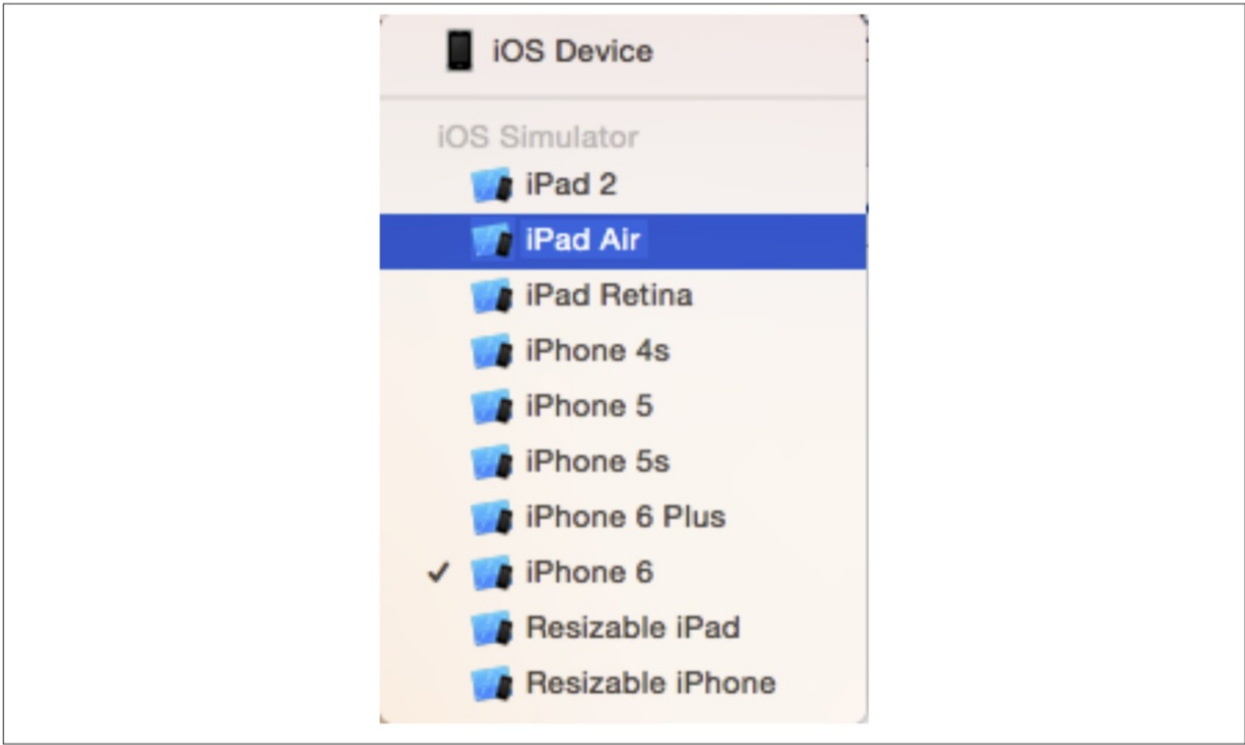 iOS Device
iOS Simulator
iPad 2
iPad Air
iPad Retina
iPhone 4s
iPhone 5
iPhone 5s
iPhone 6 Plus
iPhone 6
Resizable iPad
Resizable iPhone